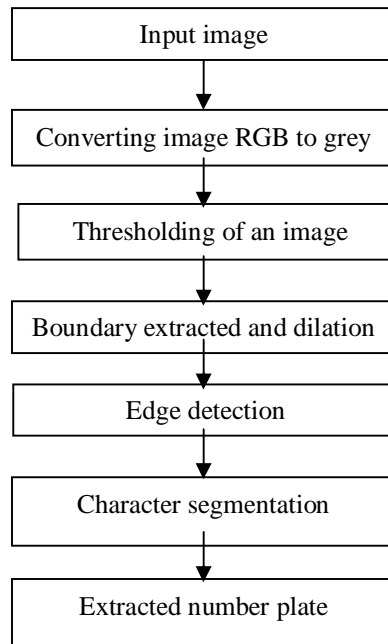 Input image
Converting image RGB to grey
Thresholding of an image
Boundary extracted and dilation
Edge detection
Character segmentation
Extracted number plate